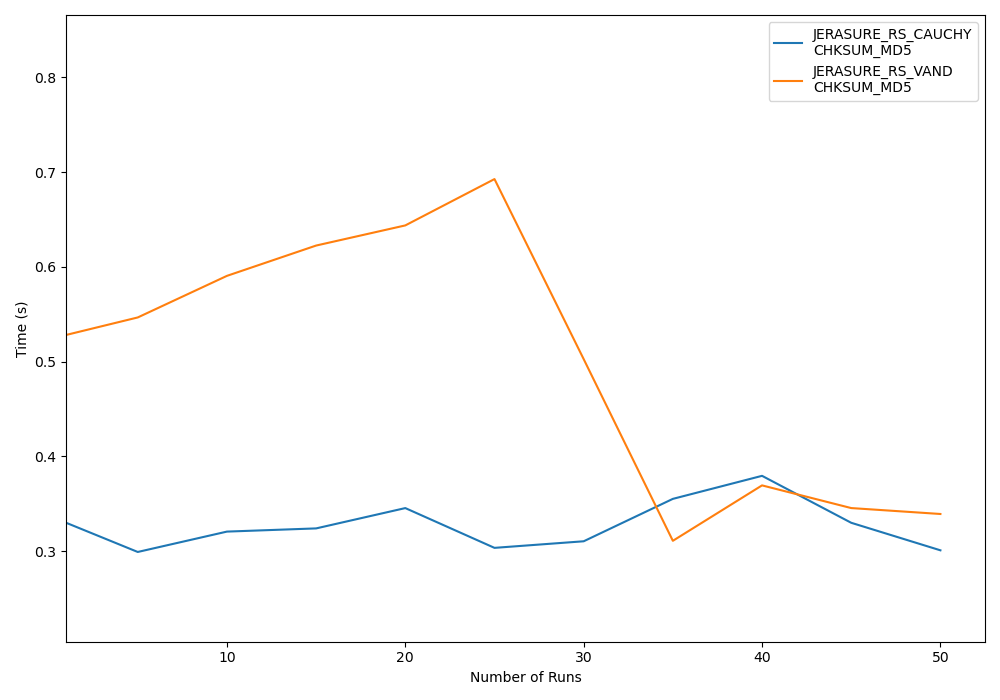 JERASURE_RS_CAUCHY
CHKSUM_MD5
JERASURE_RS_VAND
CHKSUM_MD5
0.8
0.7
0.6
0.5
0.4
0.3
Time (s)
10 20 30 40 50
Number of Runs